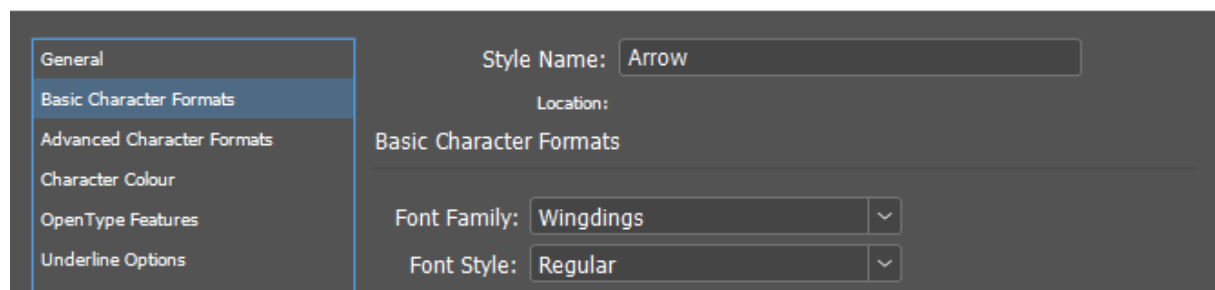 General
Basic Character Formats
Advanced Character Formats
Character Colour
OpenType Features
Underline Options
Style Name: Arrow
Location:
Basic Character Formats
Font Family: Wingdings
Font Style: Regular